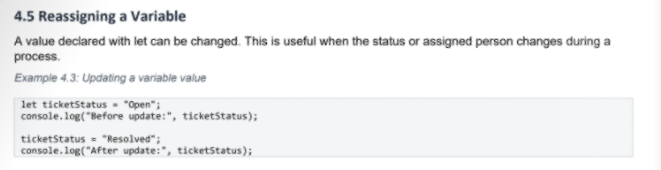 4.5 Reassigning a Variable
A value declared with let can be changed. This is useful when the status or assigned person changes during a
process.
Example 4.3: Updating a variable value
let ticketStatus = "Open";
console.log("Before update:", ticketStatus);
ticketStatus = "Resolved";
console.log("After update:", ticketStatus);